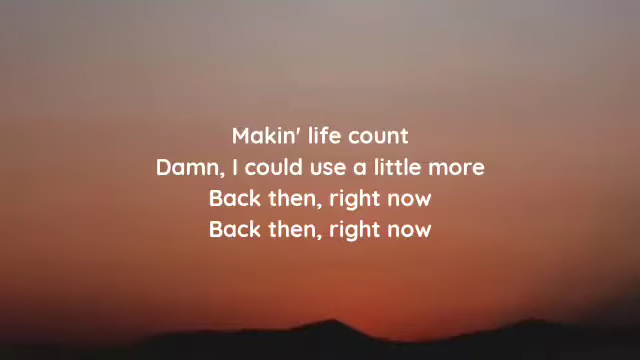 Makin' life count
Damn, I could use a little more
Back then, right now
Back then, right now